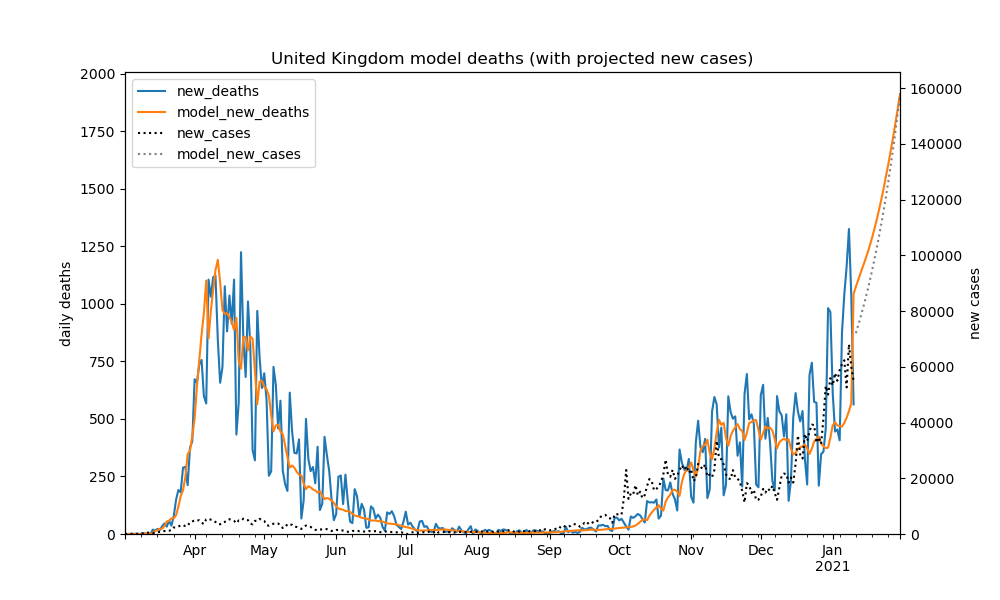 United Kingdom model deaths (with projected new cases)
new_deaths
model_new_deaths
new_cases
model_new_cases
daily deaths
2000
1750
1500
1250
1000
750
500
250
0
160000
140000
120000
100000
80000
60000
40000
20000
0
new cases
Apr May Jun Jul Aug Sep Oct Nov Dec Jan
2021